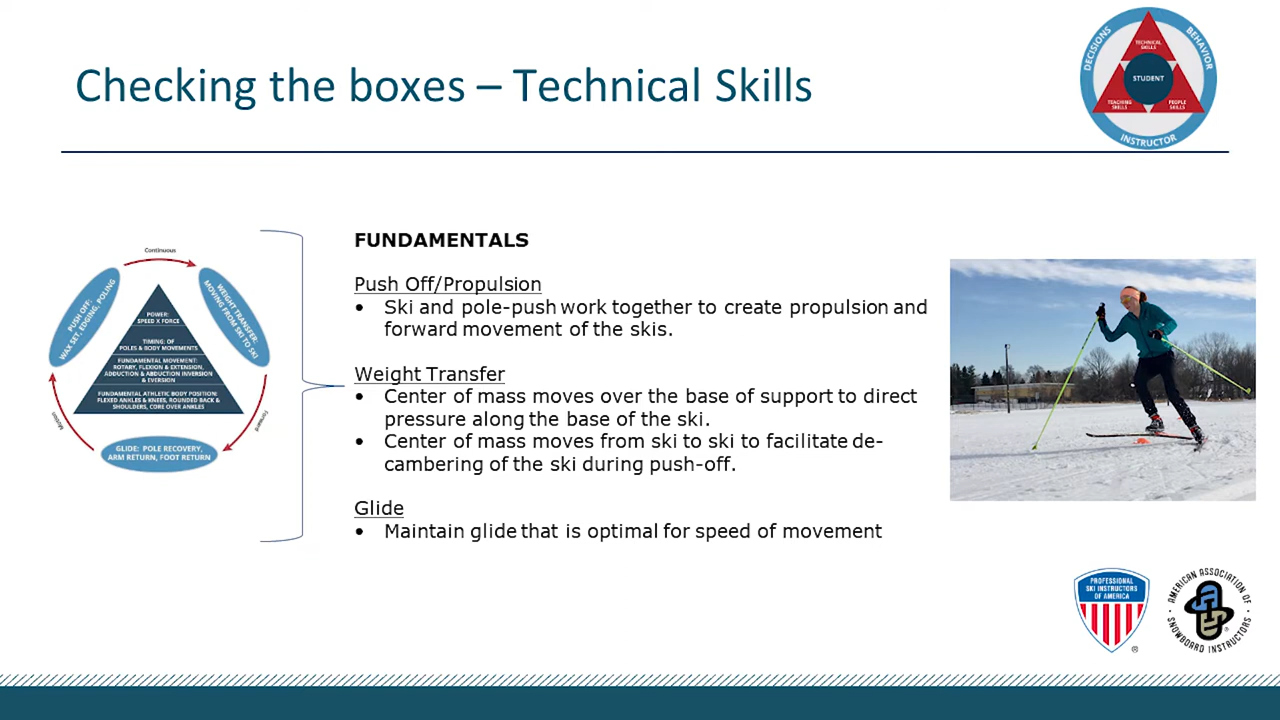 Checking the boxes – Technical Skills
DECISIONS
BEHAVIOR
INSTRUCTOR
TECHNICAL
SKILLS
STUDENT
TEACHING
SKILLS
PEOPLE
SKILLS
Continuous
PUSH OFF:
WAX SET, EDGING, POLING
WEIGHT TRANSFER:
MOVING FROM SKI TO SKI
POWER:
SPEED X FORCE
TIMING: OF
POLES & BODY MOVEMENTS
FUNDAMENTAL MOVEMENT:
ROTARY, FLEXION & EXTENSION,
ADDUCTION & ABDUCTION INVERSION
& EVERSION
FUNDAMENTAL ATHLETIC BODY POSITION:
FLEXED ANKLES & KNEES, ROUNDED BACK &
SHOULDERS, CORE OVER ANKLES
Motion
Forward
GLIDE: POLE RECOVERY,
ARM RETURN, FOOT RETURN
FUNDAMENTALS
Push Off/Propulsion
• Ski and pole-push work together to create propulsion and
forward movement of the skis.
Weight Transfer
• Center of mass moves over the base of support to direct
pressure along the base of the ski.
• Center of mass moves from ski to ski to facilitate de-
cambering of the ski during push-off.
Glide
• Maintain glide that is optimal for speed of movement
PROFESSIONAL
SKI INSTRUCTORS
OF AMERICA
®
AMERICAN ASSOCIATION OF
SNOWBOARD INSTRUCTORS
®